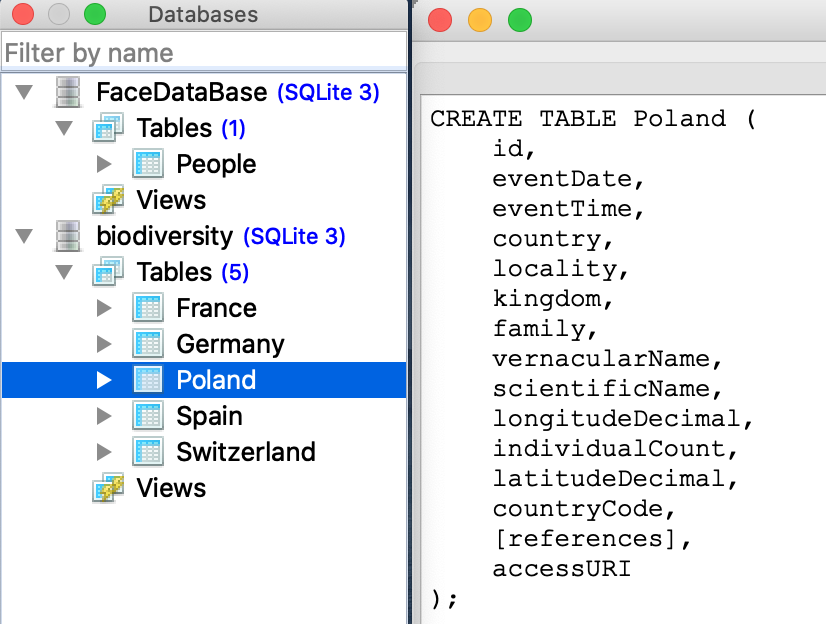 Databases
Filter by name
FaceDataBase (SQLite 3)
Tables (1)
People
Views
biodiversity (SQLite 3)
Tables (5)
France
Germany
Poland
Spain
Switzerland
Views
CREATE TABLE Poland (
id,
eventDate,
eventTime,
country,
locality,
kingdom,
family,
vernacularName,
scientificName,
longitudeDecimal,
individualCount,
latitudeDecimal,
countryCode,
[references],
accessURI
);